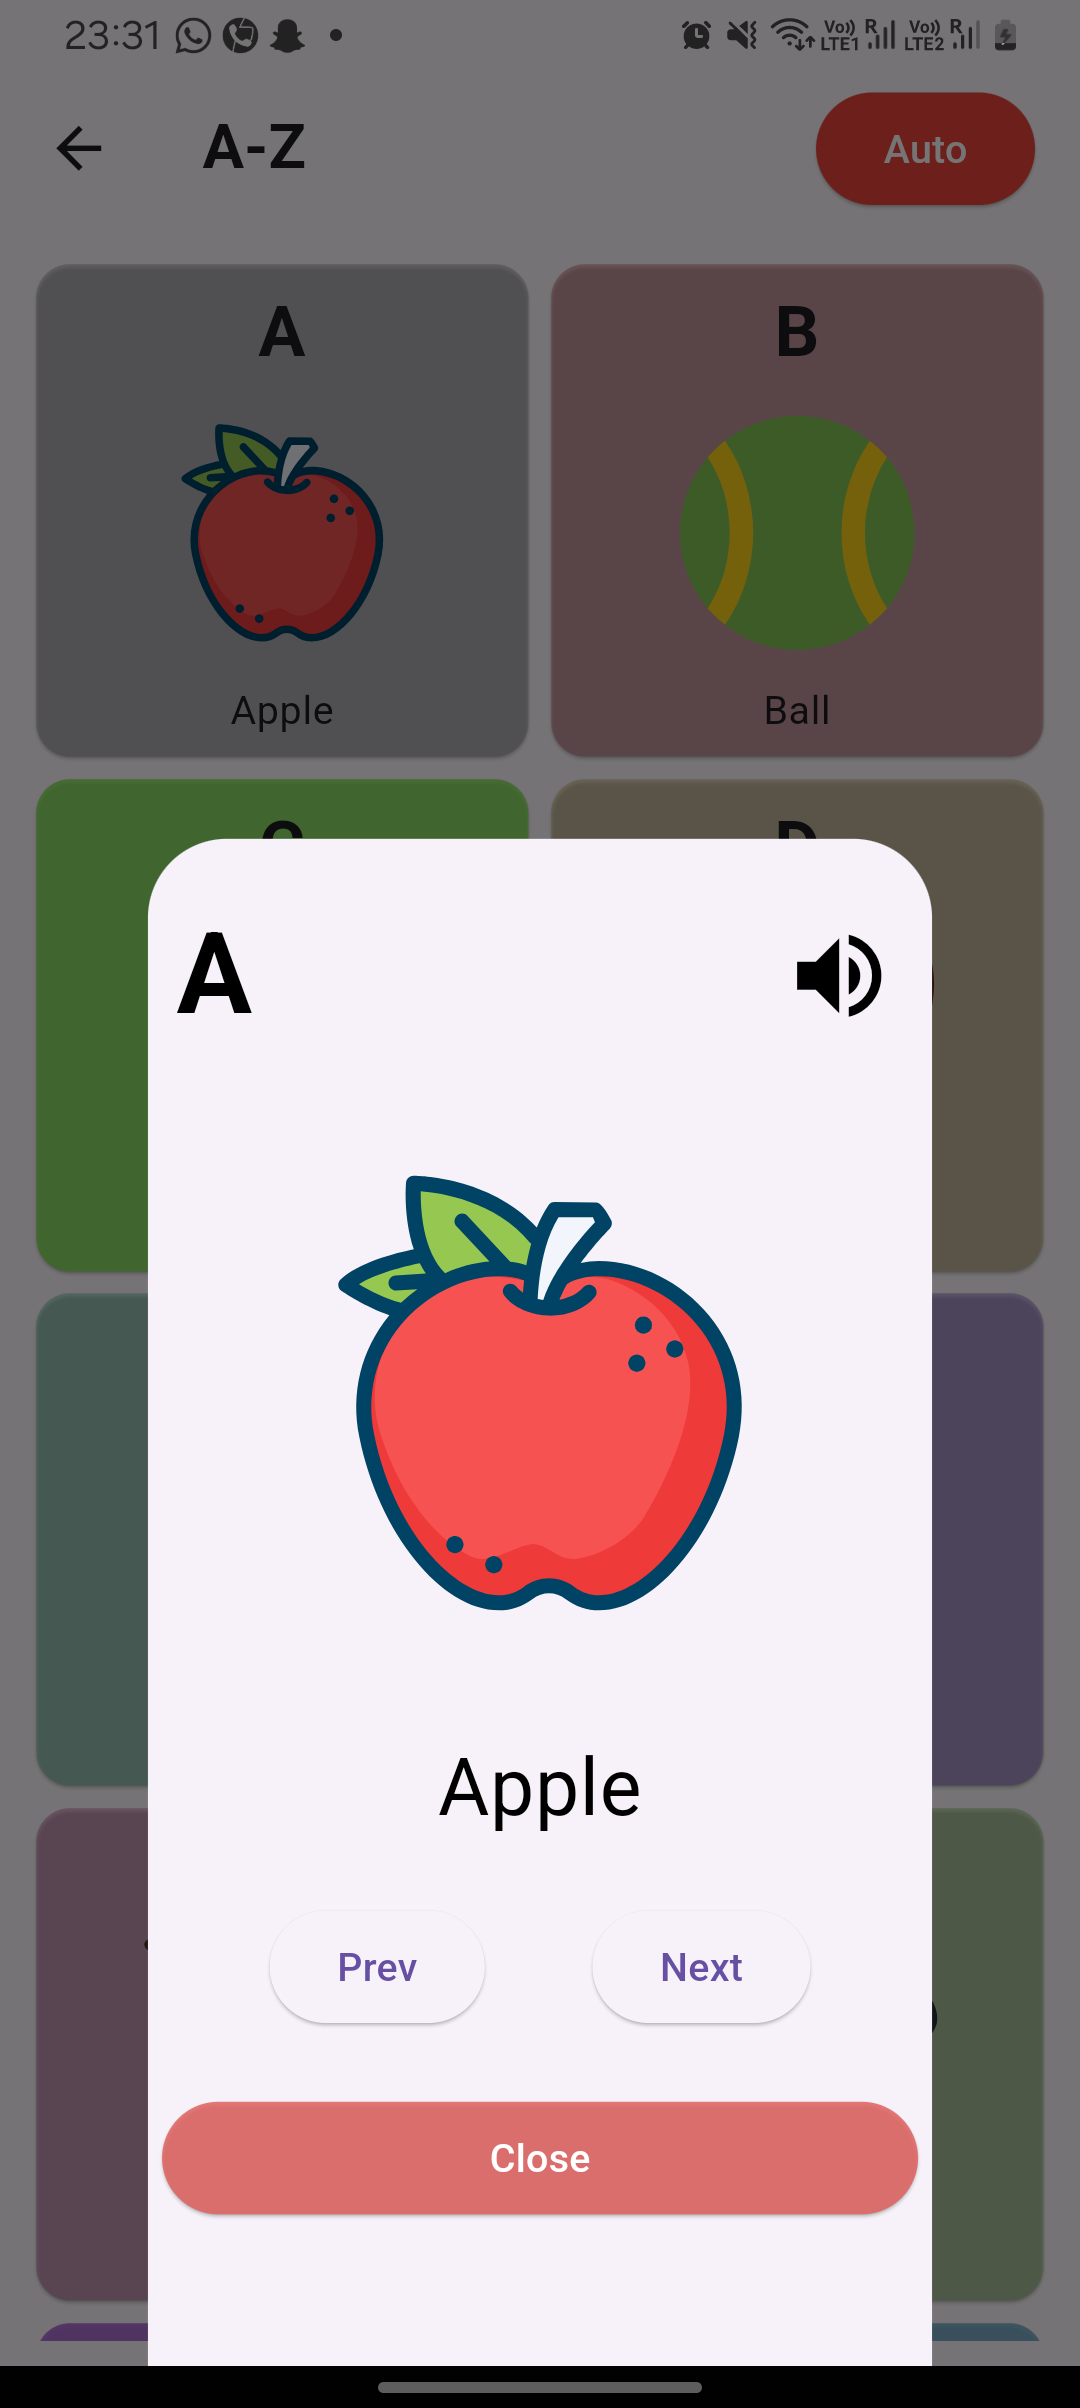 23:31
Vo)) R Vo)) R
LTE1 LTE2
A-Z
Auto
A
B
Apple
Ball
C
D
A
Apple
Prev
Next
Close